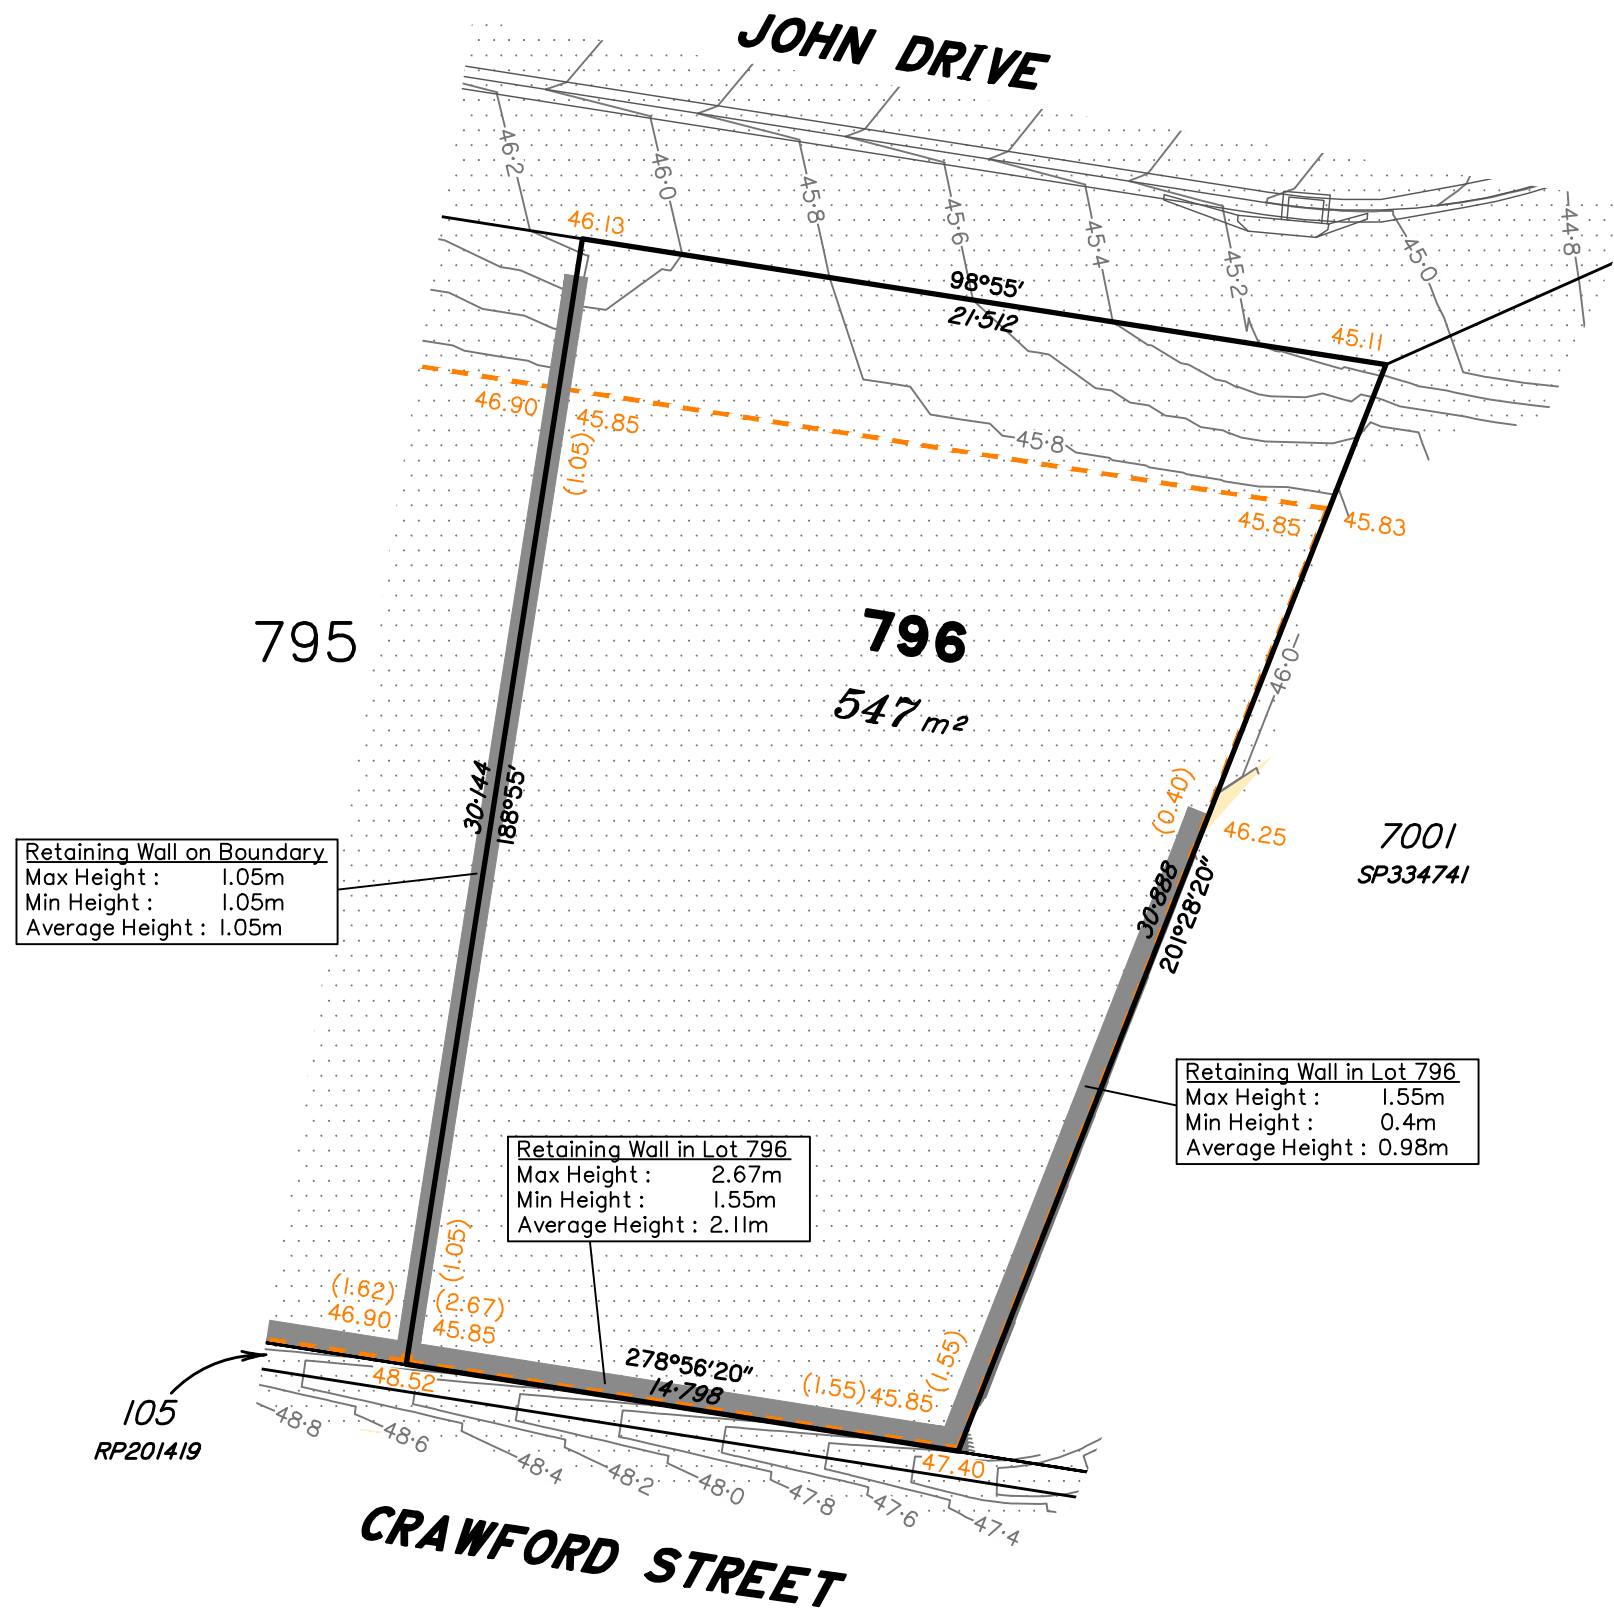 JOHN DRIVE
46·2
46·0
45·8
45·6
45·4
45·2
45·0
44·8
46.13
98°55'
21·512
45.11
46.90
45.85
(1.05)
45·8
45.85
45.83
795
796
547 m²
46·0
30·144
188°55'
(0.40)
46.25
7001
SP334741
30·888
201°28'20"
Retaining Wall on Boundary
Max Height : 1.05m
Min Height : 1.05m
Average Height : 1.05m
Retaining Wall in Lot 796
Max Height : 1.55m
Min Height : 0.4m
Average Height : 0.98m
Retaining Wall in Lot 796
Max Height : 2.67m
Min Height : 1.55m
Average Height : 2.11m
(1.62)
46.90
(1.05)
(2.67)
45.85
48.52
278°56'20"
14·798
(1.55) 45.85
(1.55)
47.40
105
RP201419
48·8
48·6
48·4
48·2
48·0
47·8
47·6
47·4
CRAWFORD STREET